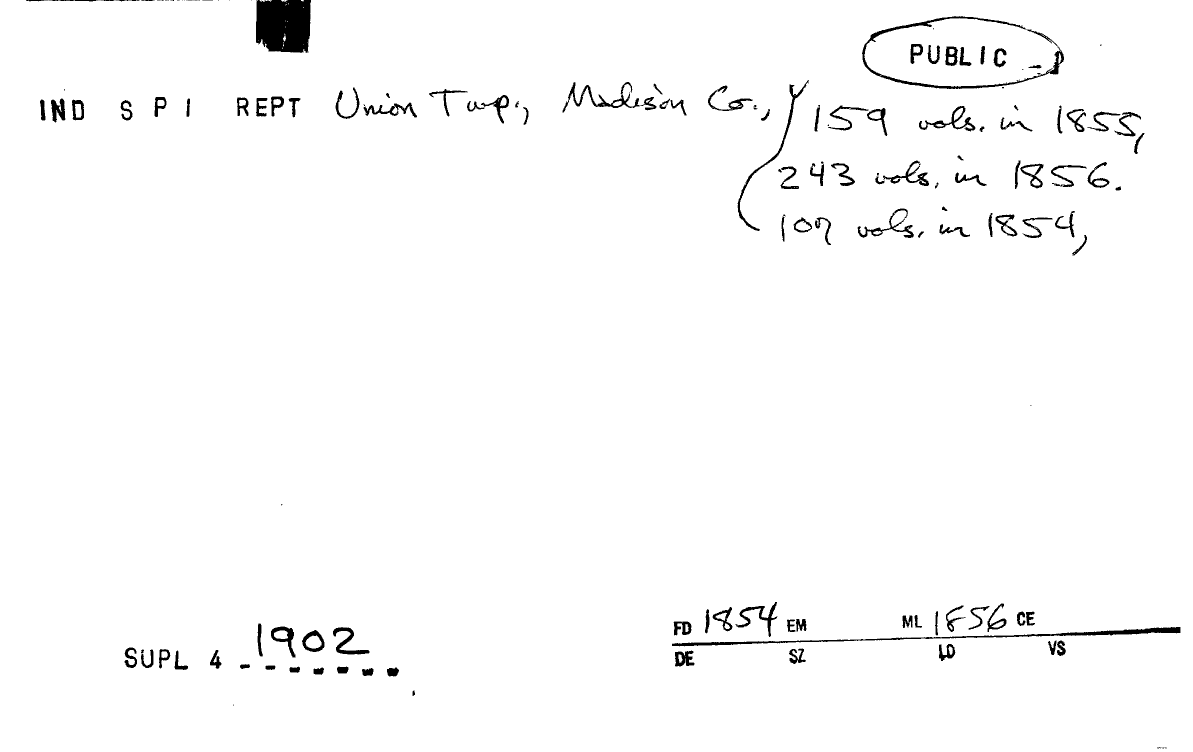 PUBLIC _ P
IND S P I REPT Union Twp., Madison Co., 159 vols. in 1855,
243 vols. in 1856.
107 vols. in 1854,
SUPL 4 1902
FD 1854 EM ML 1856 CE
DE SZ LD VS